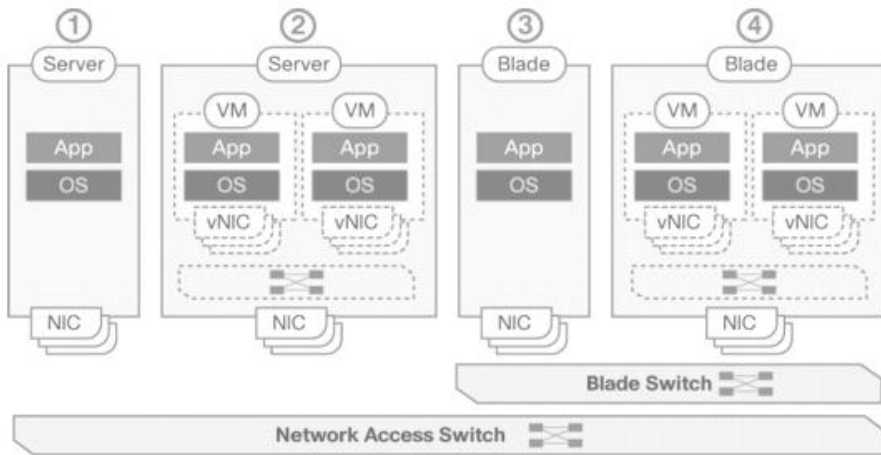 1 2 3 4
Server Server Blade Blade
VM VM VM VM
App App App App App App
OS OS OS OS OS OS
vNIC vNIC vNIC vNIC
NIC NIC NIC NIC
Blade Switch
Network Access Switch